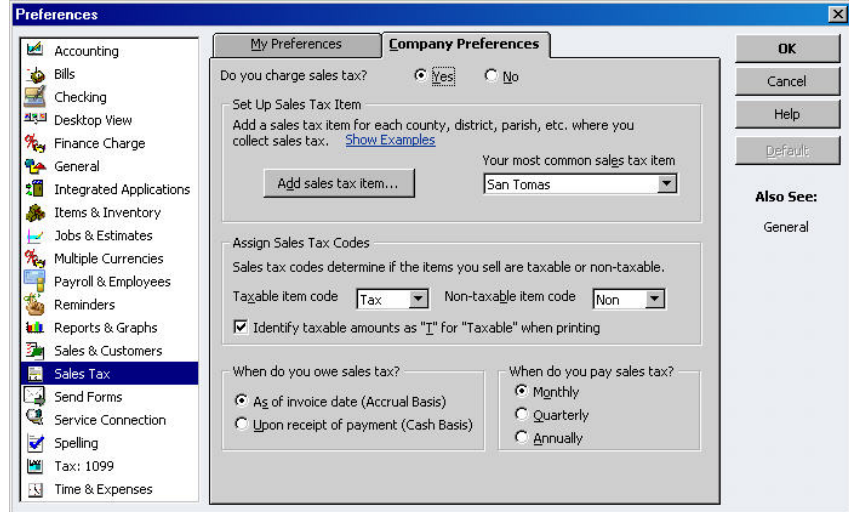 Preferences
Accounting
Bills
Checking
Desktop View
Finance Charge
General
Integrated Applications
Items & Inventory
Jobs & Estimates
Multiple Currencies
Payroll & Employees
Reminders
Reports & Graphs
Sales & Customers
Sales Tax
Send Forms
Service Connection
Spelling
Tax: 1099
Time & Expenses
My Preferences
Company Preferences
Do you charge sales tax? Yes No
Set Up Sales Tax Item
Add a sales tax item for each county, district, parish, etc. where you
collect sales tax. Show Examples
Your most common sales tax item
Add sales tax item...
San Tomas
Assign Sales Tax Codes
Sales tax codes determine if the items you sell are taxable or non-taxable.
Taxable item code Tax Non-taxable item code Non
Identify taxable amounts as "T" for "Taxable" when printing
When do you owe sales tax?
As of invoice date (Accrual Basis)
Upon receipt of payment (Cash Basis)
When do you pay sales tax?
Monthly
Quarterly
Annually
OK
Cancel
Help
Default
Also See:
General